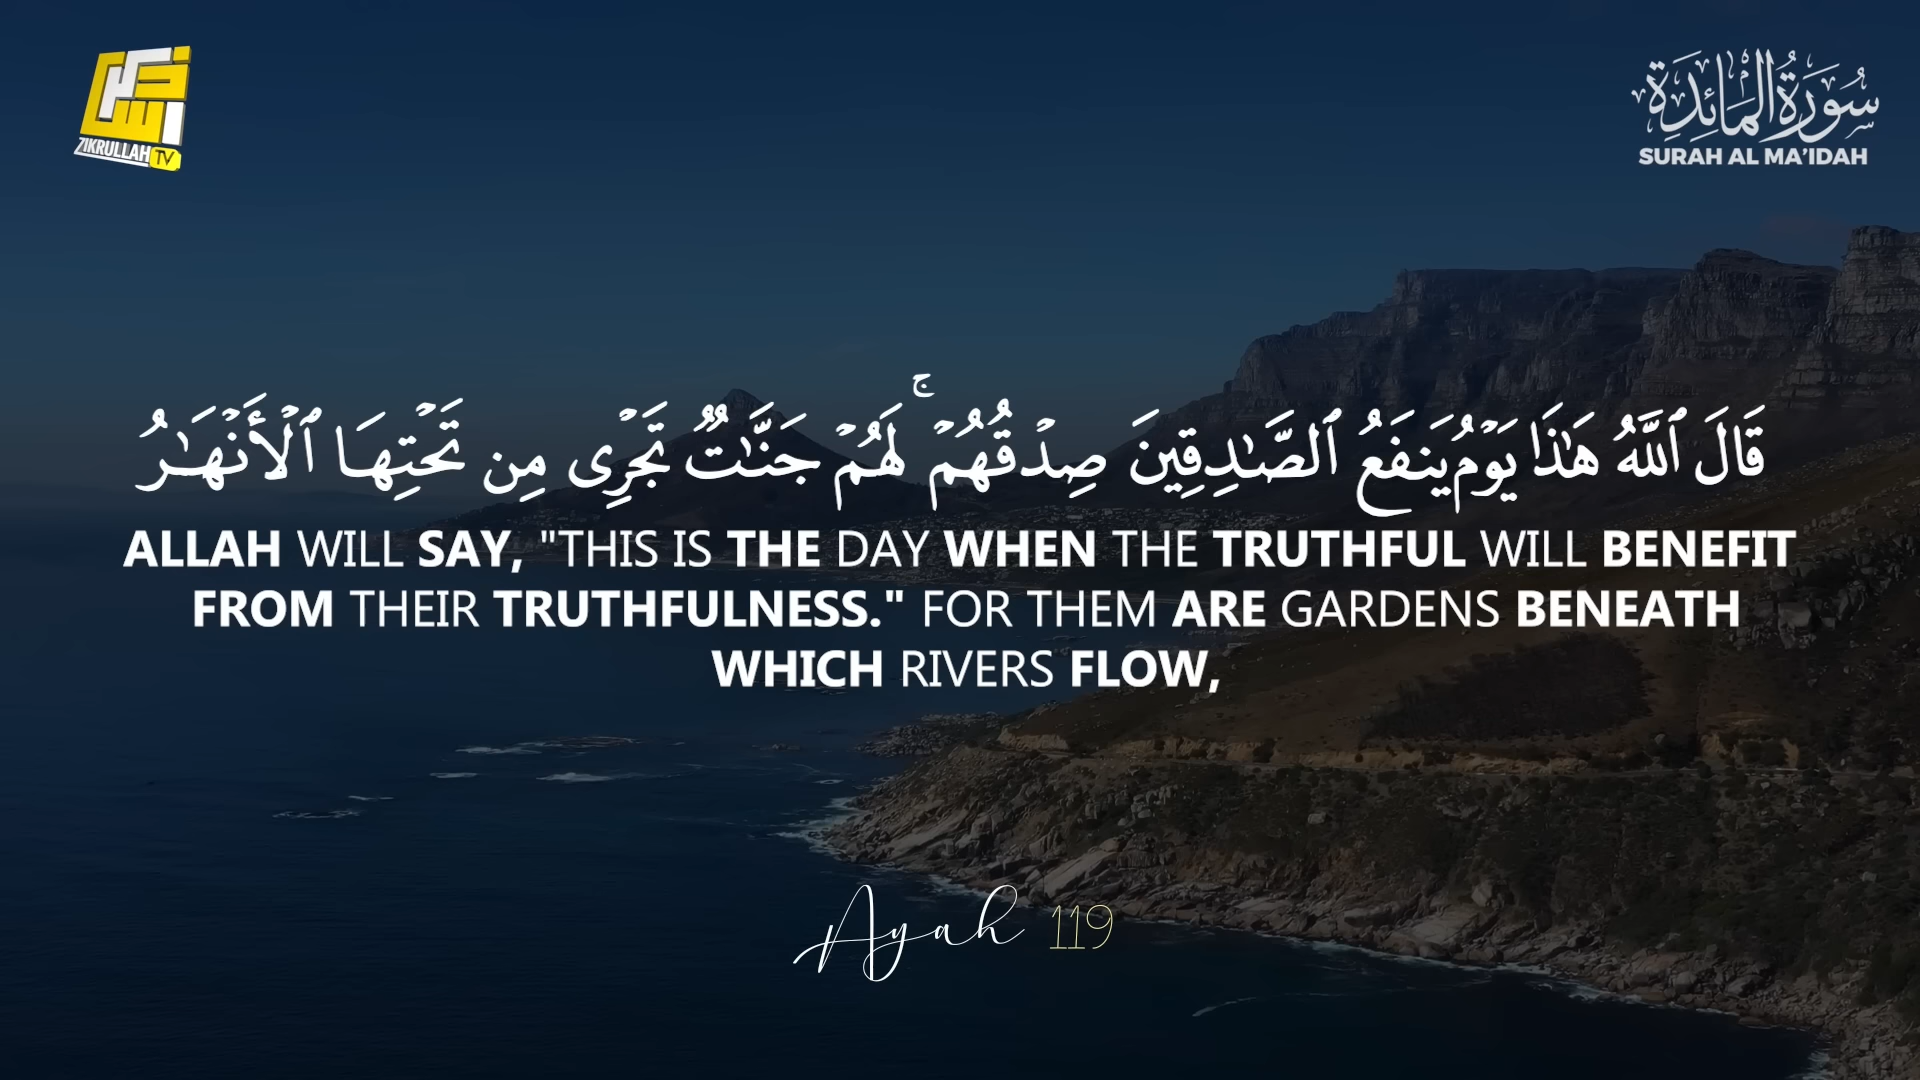 ذكر الله
ZIKRULLAH TV
سُورَةُ المَائِدَة
SURAH AL MA'IDAH
قَالَ ٱللَّهُ هَٰذَا يَوۡمُ يَنفَعُ ٱلصَّٰدِقِينَ صِدۡقُهُمۡۚ لَهُمۡ جَنَّٰتٞ تَجۡرِي مِن تَحۡتِهَا ٱلۡأَنۡهَٰرُ
ALLAH WILL SAY, "THIS IS THE DAY WHEN THE TRUTHFUL WILL BENEFIT
FROM THEIR TRUTHFULNESS." FOR THEM ARE GARDENS BENEATH
WHICH RIVERS FLOW,
Ayah 119